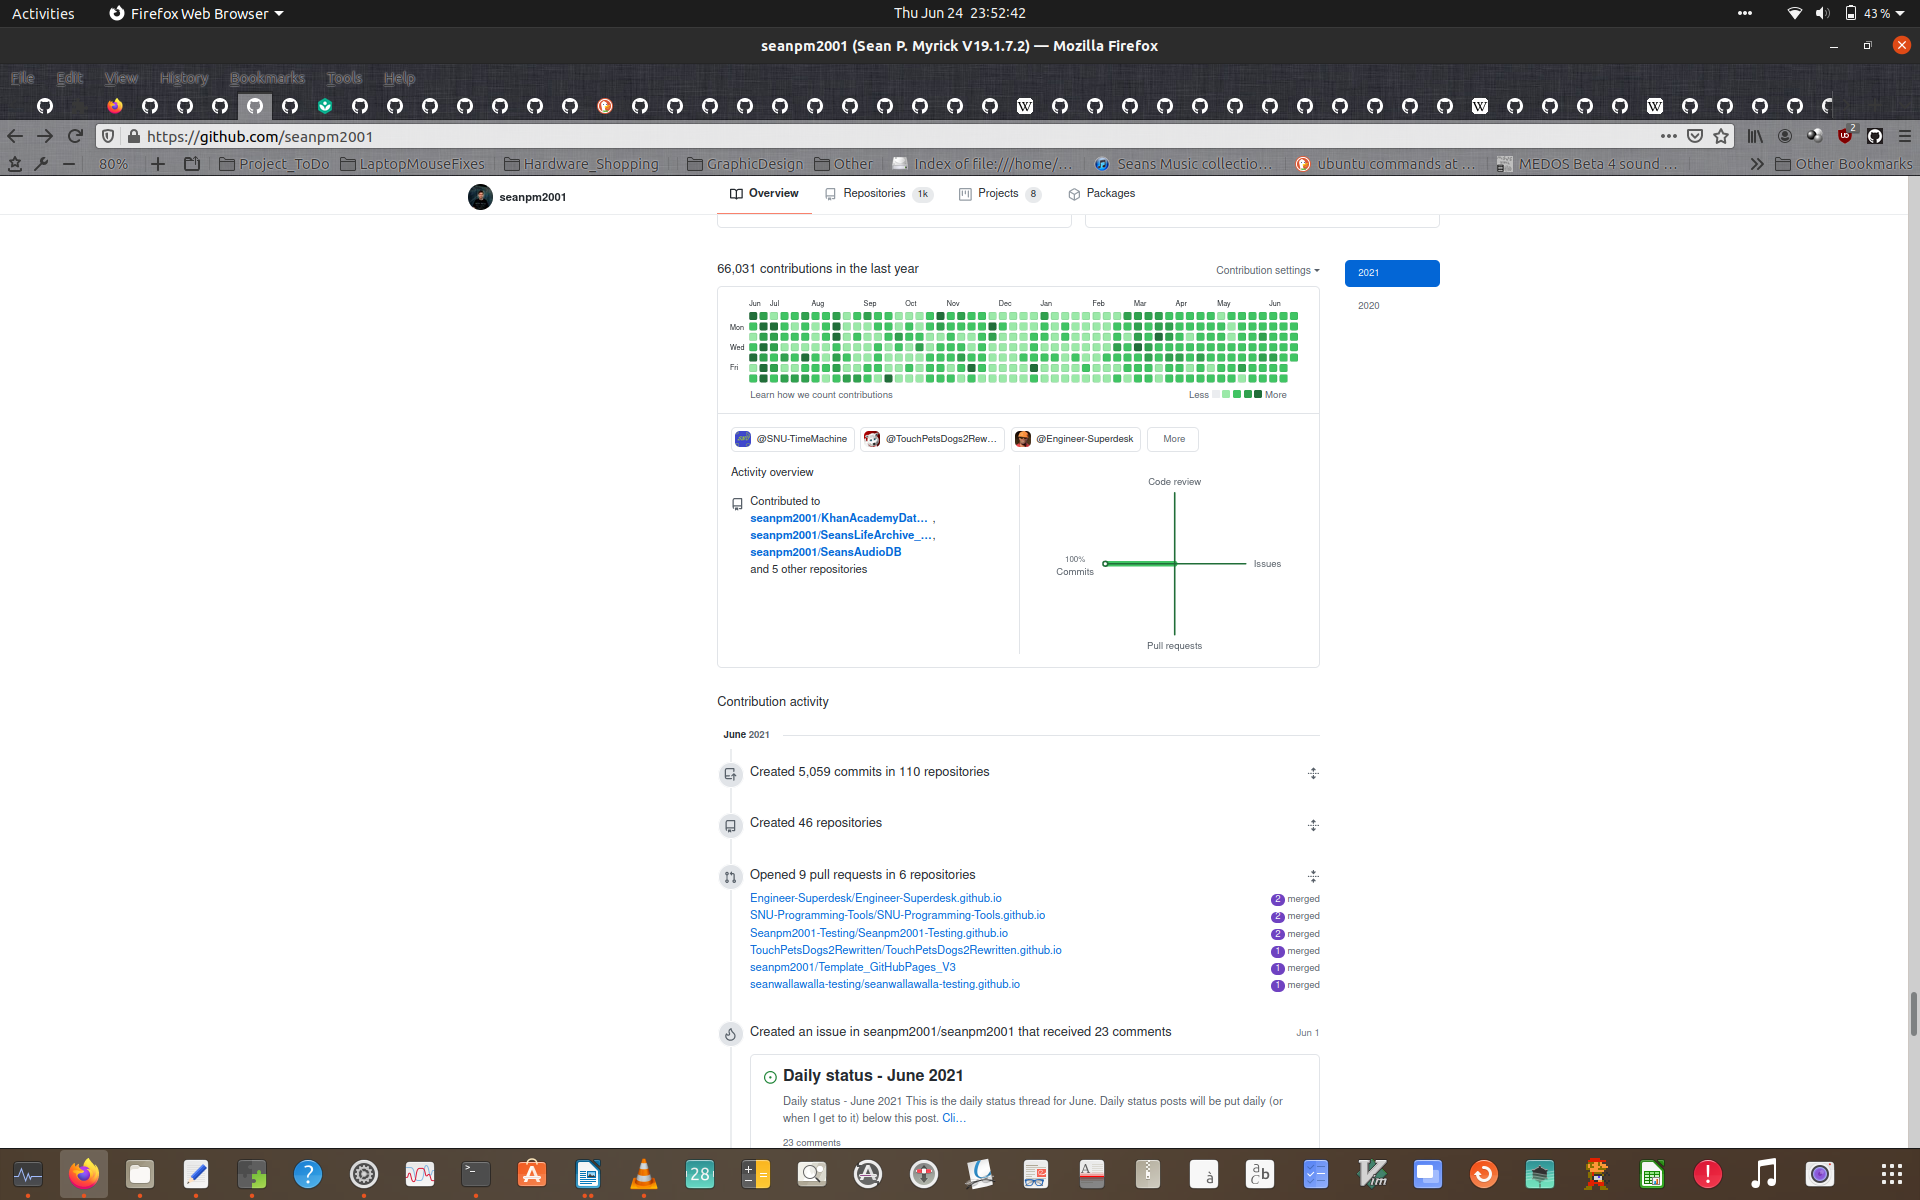 Activities
Firefox Web Browser
Thu Jun 24 23:52:42
43 %
seanpm2001 (Sean P. Myrick V19.1.7.2) — Mozilla Firefox
File Edit View History Bookmarks Tools Help
https://github.com/seanpm2001
2
80%
Project_ToDo
LaptopMouseFixes
Hardware_Shopping
GraphicDesign
Other
Index of file:///home/...
Seans Music collectio...
ubuntu commands at ...
MEDOS Beta 4 sound ...
Other Bookmarks
seanpm2001
Overview
Repositories 1k
Projects 8
Packages
66,031 contributions in the last year
Contribution settings
2021
2020
Jun Jul Aug Sep Oct Nov Dec Jan Feb Mar Apr May Jun
Mon
Wed
Fri
Learn how we count contributions
Less More
@SNU-TimeMachine
@TouchPetsDogs2Rew...
@Engineer-Superdesk
More
Activity overview
Contributed to
seanpm2001/KhanAcademyDat... ,
seanpm2001/SeansLifeArchive_...,
seanpm2001/SeansAudioDB
and 5 other repositories
Code review
100%
Commits
Issues
Pull requests
Contribution activity
June 2021
Created 5,059 commits in 110 repositories
Created 46 repositories
Opened 9 pull requests in 6 repositories
Engineer-Superdesk/Engineer-Superdesk.github.io 2 merged
SNU-Programming-Tools/SNU-Programming-Tools.github.io 2 merged
Seanpm2001-Testing/Seanpm2001-Testing.github.io 2 merged
TouchPetsDogs2Rewritten/TouchPetsDogs2Rewritten.github.io 1 merged
seanpm2001/Template_GitHubPages_V3 1 merged
seanwallawalla-testing/seanwallawalla-testing.github.io 1 merged
Created an issue in seanpm2001/seanpm2001 that received 23 comments
Jun 1
Daily status - June 2021
Daily status - June 2021 This is the daily status thread for June. Daily status posts will be put daily (or
when I get to it) below this post. Cli...
23 comments
28